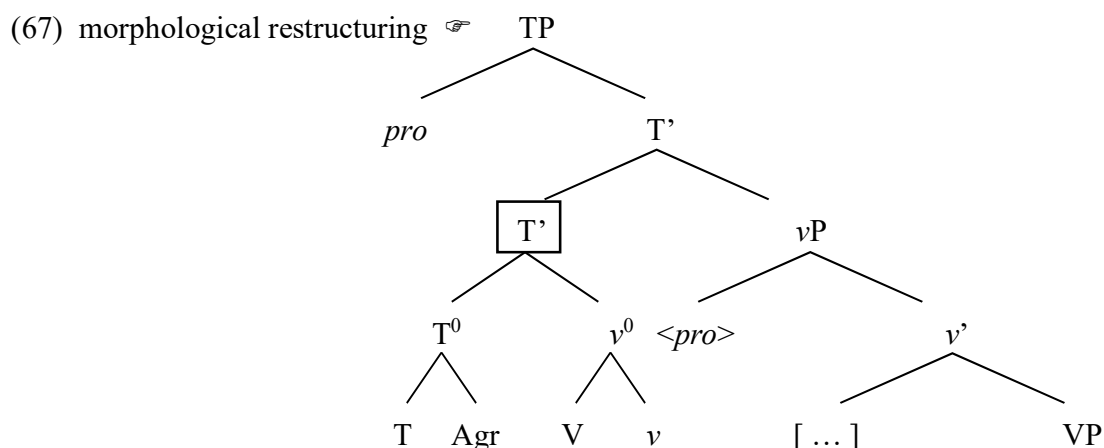 (67) morphological restructuring ☞ TP
pro T’
T’ vP
T⁰ v⁰ <pro> v’
T Agr V v [ … ] VP